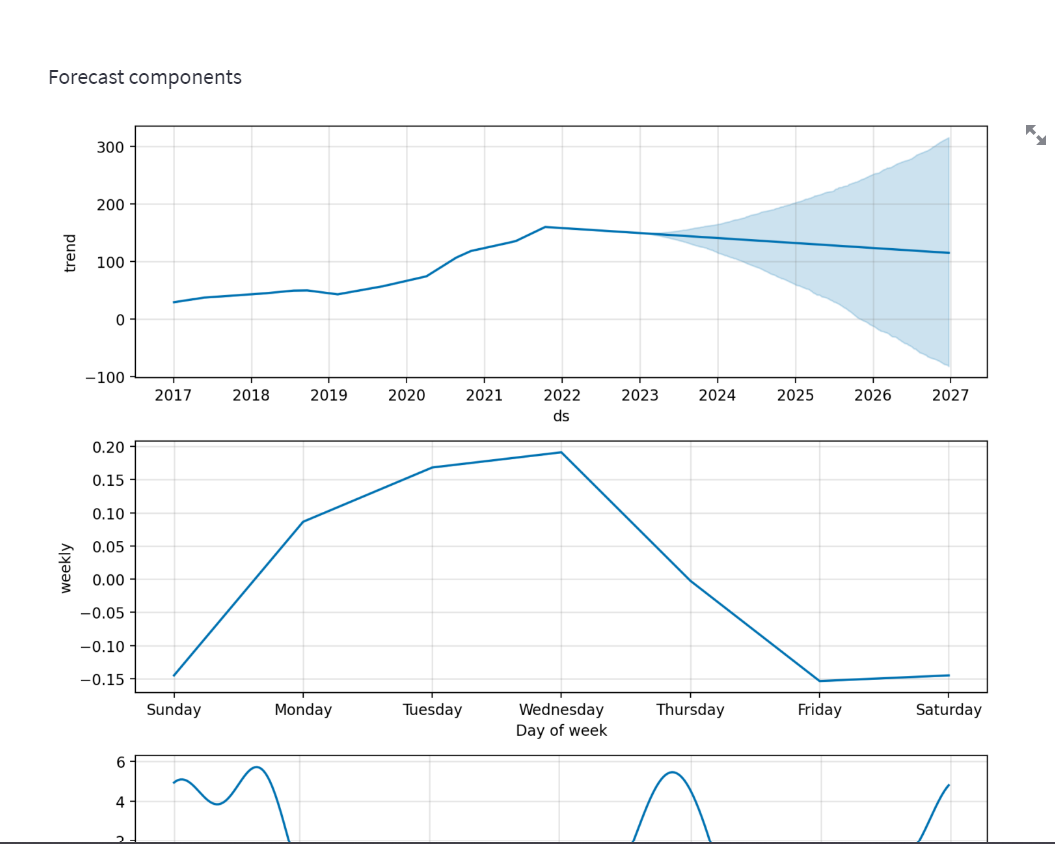 Forecast components
300
200
100
0
−100
trend
2017 2018 2019 2020 2021 2022 2023 2024 2025 2026 2027
ds
0.20
0.15
0.10
0.05
0.00
−0.05
−0.10
−0.15
weekly
Sunday Monday Tuesday Wednesday Thursday Friday Saturday
Day of week
6
4
2